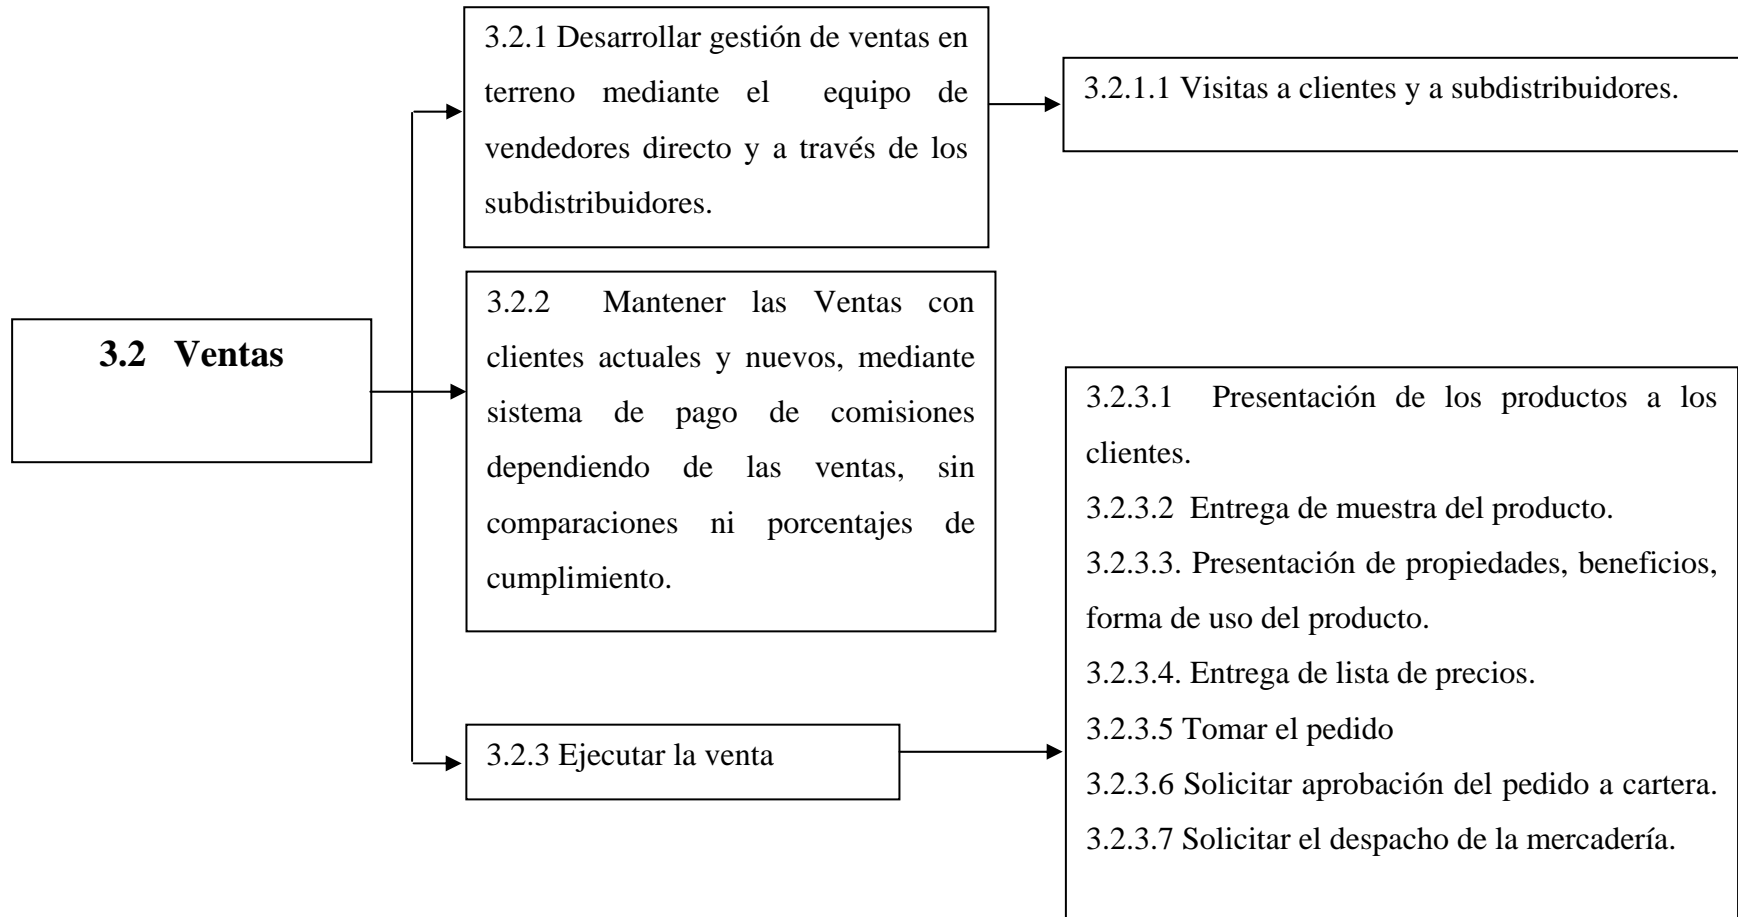 3.2 Ventas
3.2.1 Desarrollar gestión de ventas en
terreno mediante el equipo de
vendedores directo y a través de los
subdistribuidores.
3.2.1.1 Visitas a clientes y a subdistribuidores.
3.2.2 Mantener las Ventas con
clientes actuales y nuevos, mediante
sistema de pago de comisiones
dependiendo de las ventas, sin
comparaciones ni porcentajes de
cumplimiento.
3.2.3 Ejecutar la venta
3.2.3.1 Presentación de los productos a los
clientes.
3.2.3.2 Entrega de muestra del producto.
3.2.3.3. Presentación de propiedades, beneficios,
forma de uso del producto.
3.2.3.4. Entrega de lista de precios.
3.2.3.5 Tomar el pedido
3.2.3.6 Solicitar aprobación del pedido a cartera.
3.2.3.7 Solicitar el despacho de la mercadería.